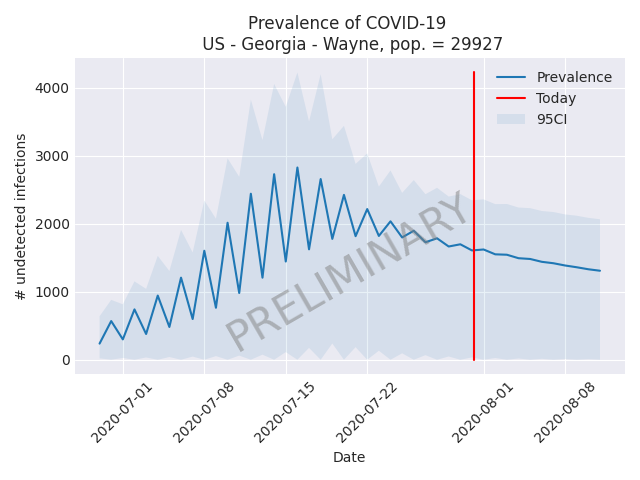 Prevalence of COVID-19
US - Georgia - Wayne, pop. = 29927
Prevalence
Today
95CI
4000
3000
2000
1000
0
# undetected infections
PRELIMINARY
2020-07-01
2020-07-08
2020-07-15
2020-07-22
2020-08-01
2020-08-08
Date